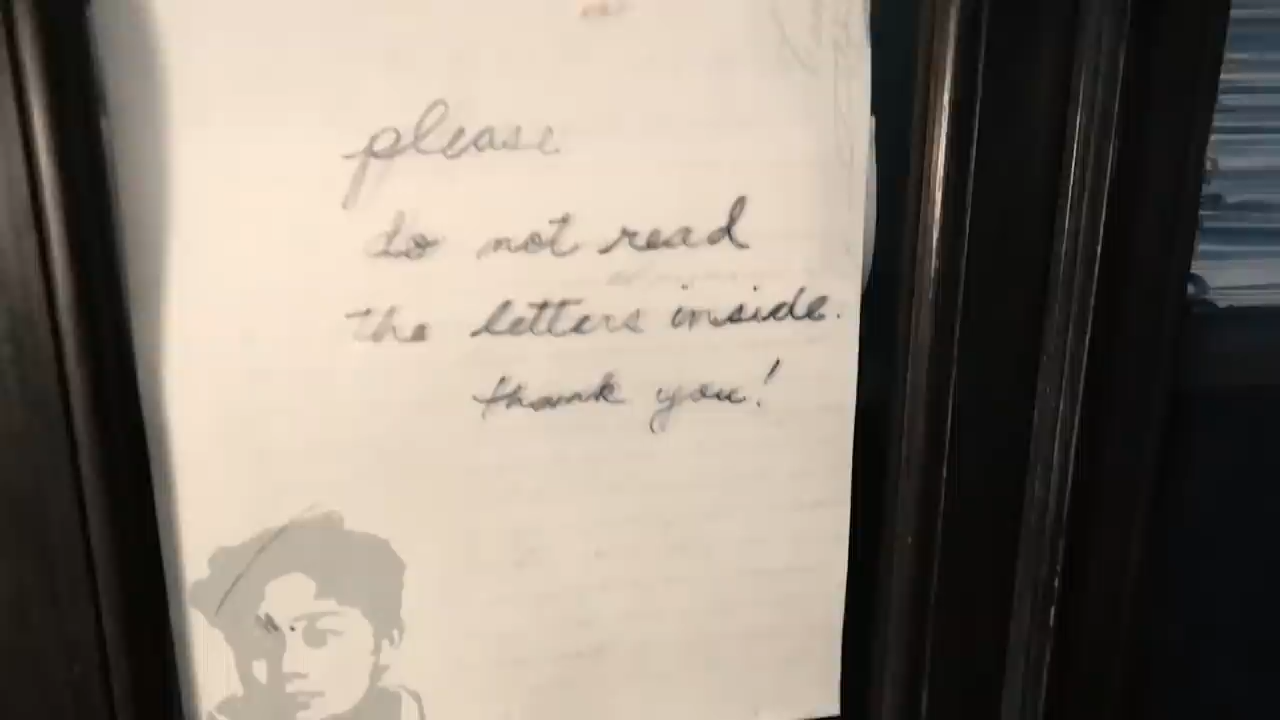 please
do not read
the letters inside.
thank you!